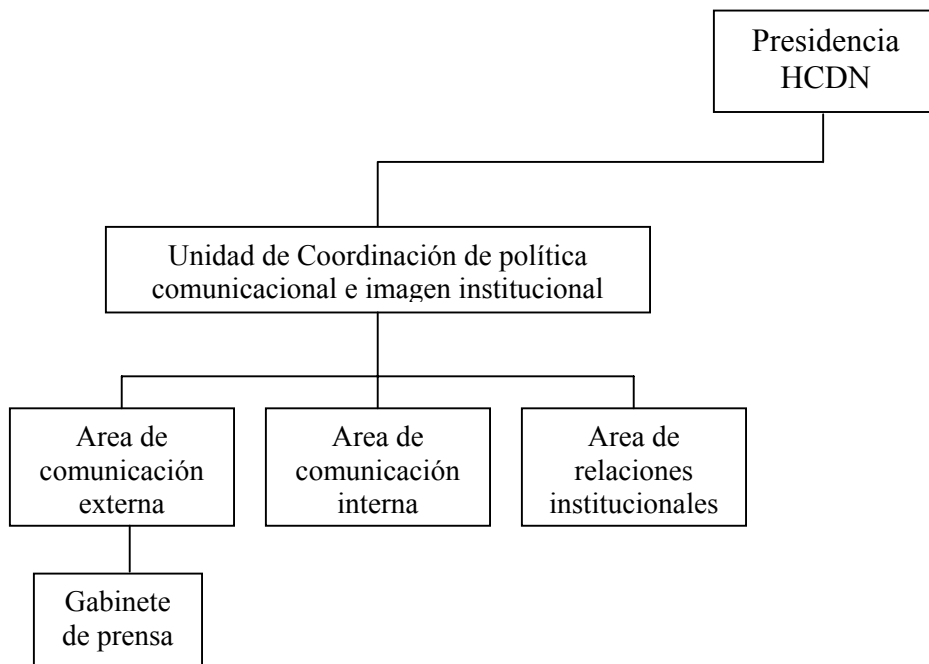 Presidencia
HCDN
Unidad de Coordinación de política
comunicacional e imagen institucional
Area de
comunicación
externa
Area de
comunicación
interna
Area de
relaciones
institucionales
Gabinete
de prensa